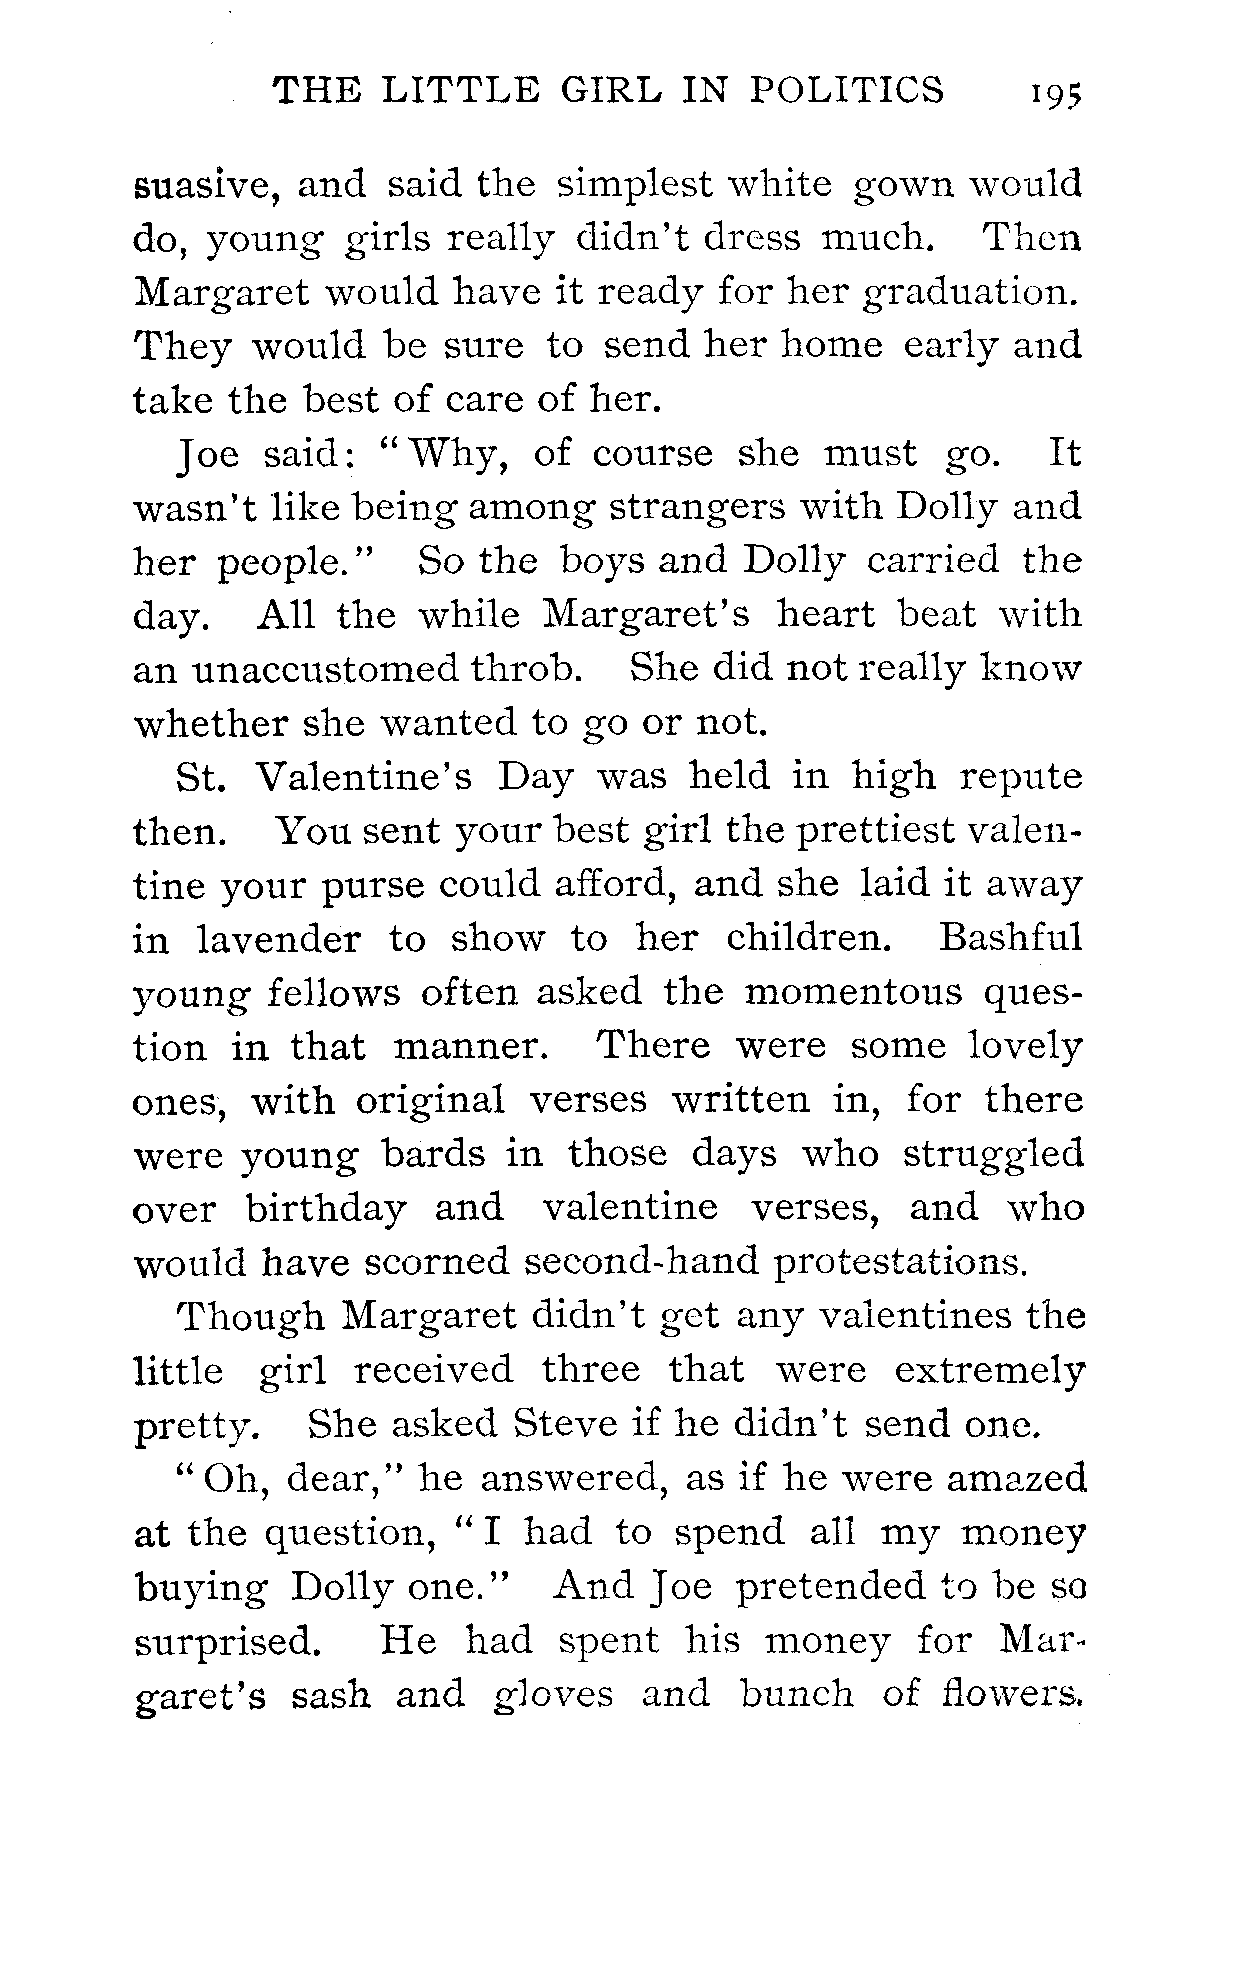 THE LITTLE GIRL IN POLITICS 195
suasive, and said the simplest white gown would
do, young girls really didn't dress much. Then
Margaret would have it ready for her graduation.
They would be sure to send her home early and
take the best of care of her.
Joe said: "Why, of course she must go. It
wasn't like being among strangers with Dolly and
her people." So the boys and Dolly carried the
day. All the while Margaret's heart beat with
an unaccustomed throb. She did not really know
whether she wanted to go or not.
St. Valentine's Day was held in high repute
then. You sent your best girl the prettiest valen-
tine your purse could afford, and she laid it away
in lavender to show to her children. Bashful
young fellows often asked the momentous ques-
tion in that manner. There were some lovely
ones, with original verses written in, for there
were young bards in those days who struggled
over birthday and valentine verses, and who
would have scorned second-hand protestations.
Though Margaret didn't get any valentines the
little girl received three that were extremely
pretty. She asked Steve if he didn't send one.
"Oh, dear," he answered, as if he were amazed
at the question, "I had to spend all my money
buying Dolly one." And Joe pretended to be so
surprised. He had spent his money for Mar-
garet's sash and gloves and bunch of flowers.